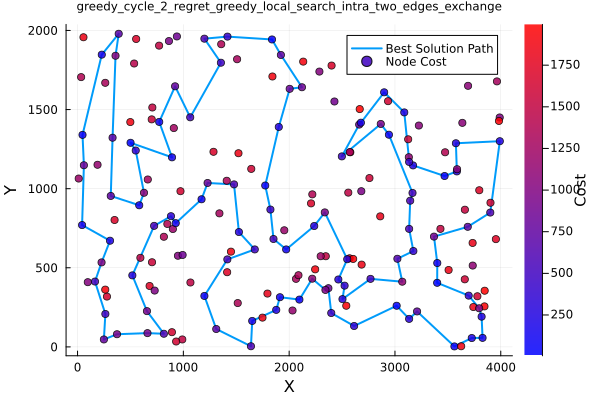 greedy_cycle_2_regret_greedy_local_search_intra_two_edges_exchange
Best Solution Path
Node Cost
Y
2000
1500
1000
500
0
0
1000
2000
3000
4000
X
1750
1500
1250
1000
750
500
250
Cost